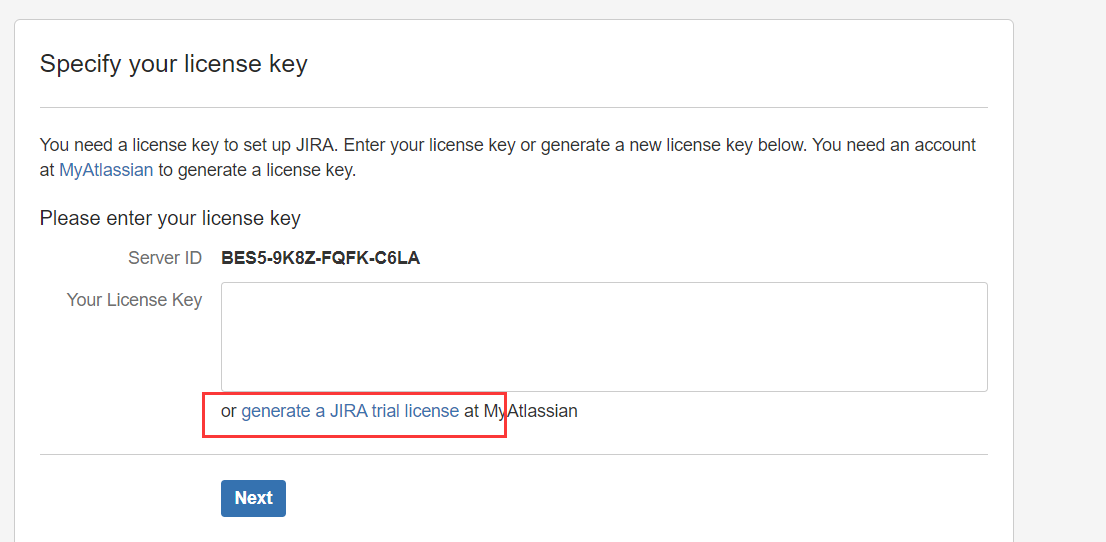 Specify your license key
You need a license key to set up JIRA. Enter your license key or generate a new license key below. You need an account
at MyAtlassian to generate a license key.
Please enter your license key
Server ID BES5-9K8Z-FQFK-C6LA
Your License Key
or generate a JIRA trial license at MyAtlassian
Next